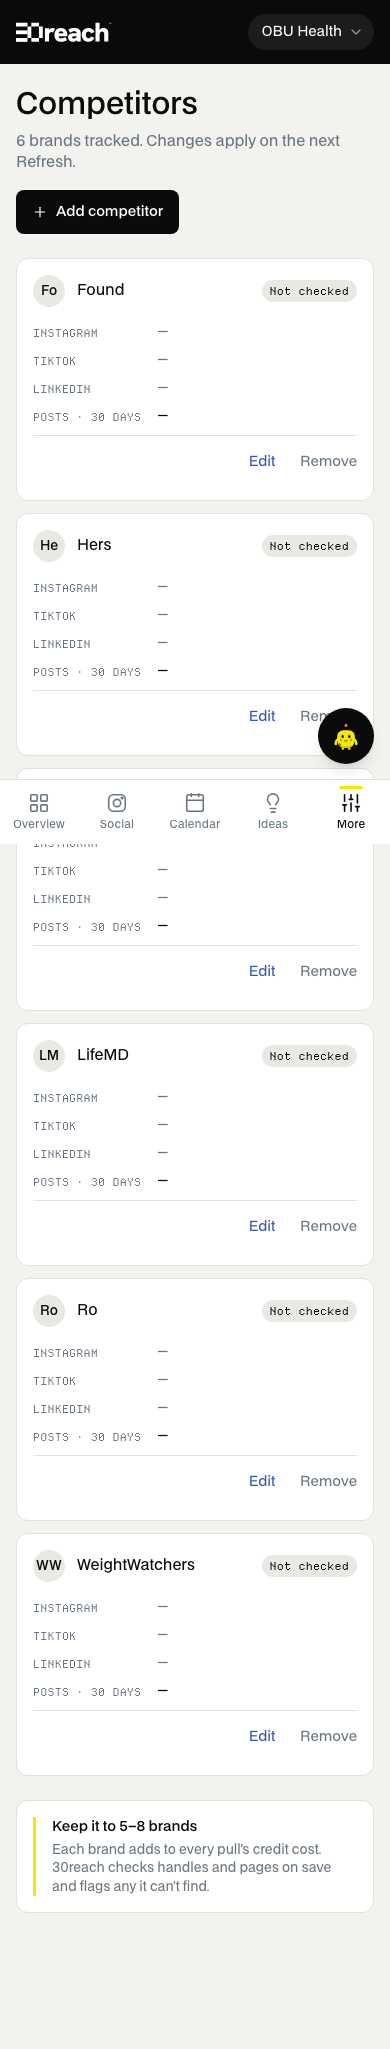 30reach
OBU Health
Competitors
6 brands tracked. Changes apply on the next
Refresh.
+ Add competitor
Fo Found Not checked
INSTAGRAM —
TIKTOK —
LINKEDIN —
POSTS · 30 DAYS —
Edit Remove
He Hers Not checked
INSTAGRAM —
TIKTOK —
LINKEDIN —
POSTS · 30 DAYS —
Edit
Overview Social Calendar Ideas More
TIKTOK —
LINKEDIN —
POSTS · 30 DAYS —
Edit Remove
LM LifeMD Not checked
INSTAGRAM —
TIKTOK —
LINKEDIN —
POSTS · 30 DAYS —
Edit Remove
Ro Ro Not checked
INSTAGRAM —
TIKTOK —
LINKEDIN —
POSTS · 30 DAYS —
Edit Remove
WW WeightWatchers Not checked
INSTAGRAM —
TIKTOK —
LINKEDIN —
POSTS · 30 DAYS —
Edit Remove
Keep it to 5–8 brands
Each brand adds to every pull’s credit cost.
30reach checks handles and pages on save
and flags any it can’t find.